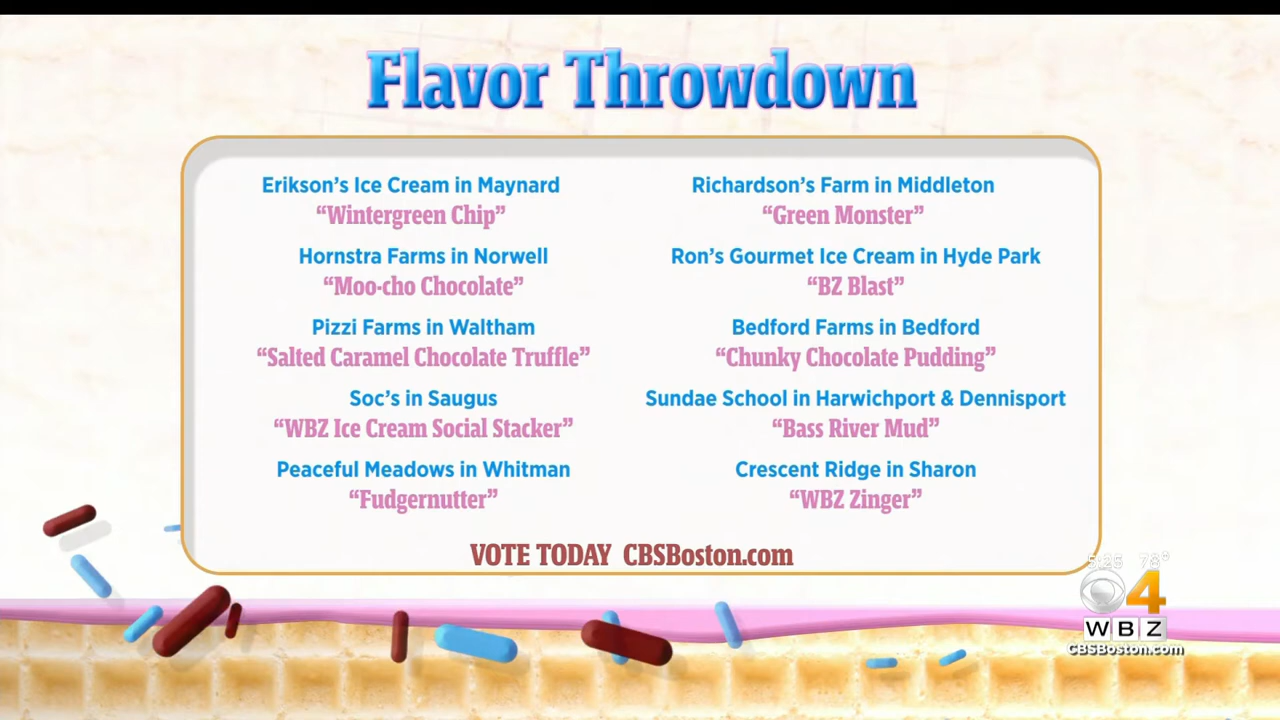 Flavor Throwdown
Erikson's Ice Cream in Maynard
“Wintergreen Chip”
Hornstra Farms in Norwell
“Moo-cho Chocolate”
Pizzi Farms in Waltham
“Salted Caramel Chocolate Truffle”
Soc's in Saugus
“WBZ Ice Cream Social Stacker”
Peaceful Meadows in Whitman
“Fudgernutter”
Richardson's Farm in Middleton
“Green Monster”
Ron's Gourmet Ice Cream in Hyde Park
“BZ Blast”
Bedford Farms in Bedford
“Chunky Chocolate Pudding”
Sundae School in Harwichport & Dennisport
“Bass River Mud”
Crescent Ridge in Sharon
“WBZ Zinger”
VOTE TODAY CBSBoston.com
4
WBZ
CBSBoston.com